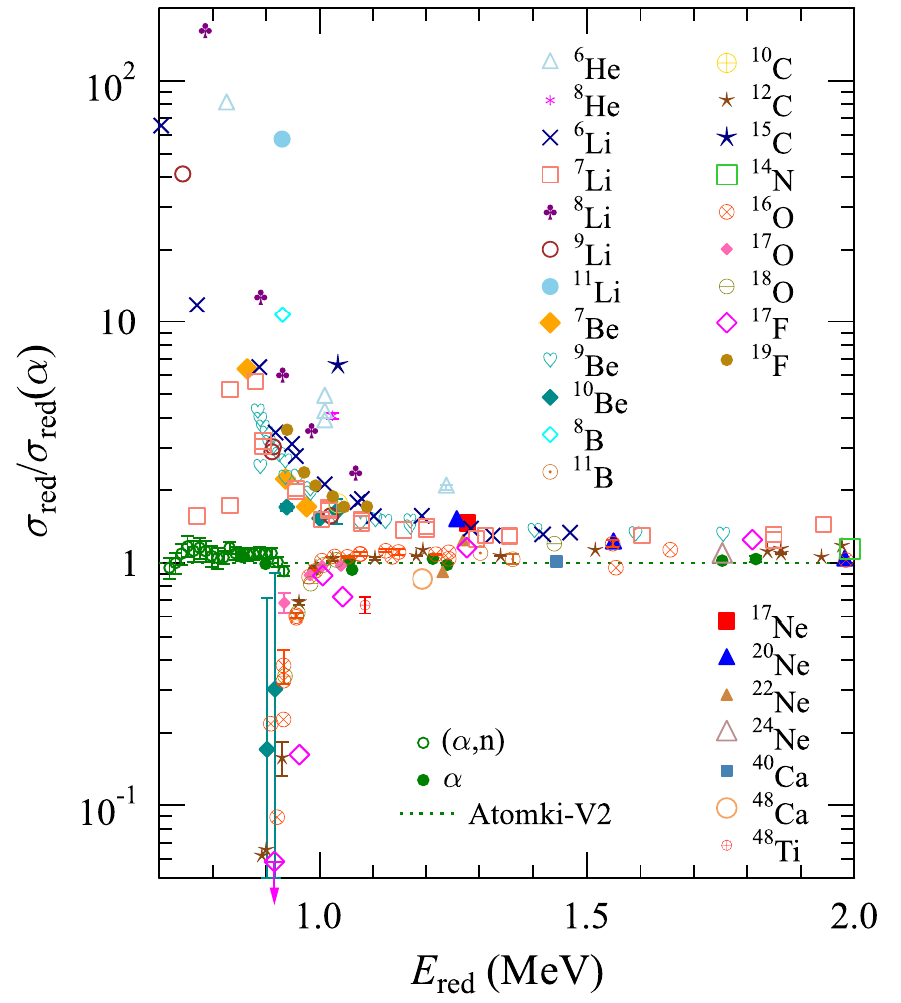 σred/σred(α)
10²
10
1
10⁻¹
⁶He
⁸He
⁶Li
⁷Li
⁸Li
⁹Li
¹¹Li
⁷Be
⁹Be
¹⁰Be
⁸B
¹¹B
¹⁰C
¹²C
¹⁵C
¹⁴N
¹⁶O
¹⁷O
¹⁸O
¹⁷F
¹⁹F
(α,n)
α
Atomki-V2
¹⁷Ne
²⁰Ne
²²Ne
²⁴Ne
⁴⁰Ca
⁴⁸Ca
⁴⁸Ti
1.0 1.5 2.0
Ered (MeV)